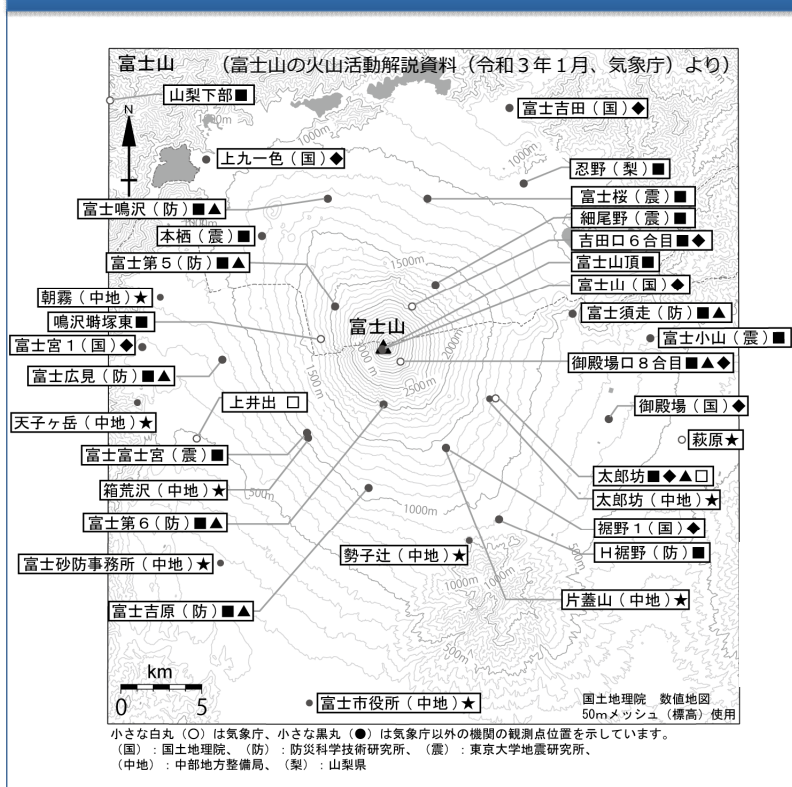 富士山 (富士山の火山活動解説資料(令和3年1月、気象庁)より)
山梨下部■
N
富士吉田(国)◆
上九一色(国)◆
忍野(梨)■
富士桜(震)■
富士鳴沢(防)■▲
細尾野(震)■
本栖(震)■
吉田口6合目■◆
富士第5(防)■▲
富士山頂■
富士山(国)◆
朝霧(中地)★
富士須走(防)■▲
鳴沢塒塚東■
富士山
富士小山(震)■
富士宮1(国)◆
御殿場口8合目■▲◆
富士広見(防)■▲
上井出 □
御殿場(国)◆
天子ヶ岳(中地)★
萩原★
富士富士宮(震)■
太郎坊■◆▲□
箱荒沢(中地)★
太郎坊(中地)★
富士第6(防)■▲
裾野1(国)◆
勢子辻(中地)★
H裾野(防)■
富士砂防事務所(中地)★
片蓋山(中地)★
富士吉原(防)■▲
1000m
1000m
1500m
1500m
2000m
2500m
3000m
500m
1000m
500m
1000m
1000m
500m
km
0 5
富士市役所(中地)★
国土地理院 数値地図
50mメッシュ(標高)使用
小さな白丸(○)は気象庁、小さな黒丸(●)は気象庁以外の機関の観測点位置を示しています。
(国):国土地理院、(防):防災科学技術研究所、(震):東京大学地震研究所、
(中地):中部地方整備局、(梨):山梨県